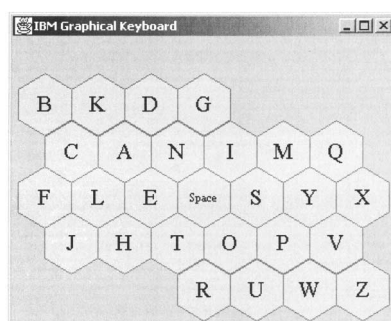 IBM Graphical Keyboard
B K D G
C A N I M Q
F L E Space S Y X
J H T O P V
R U W Z